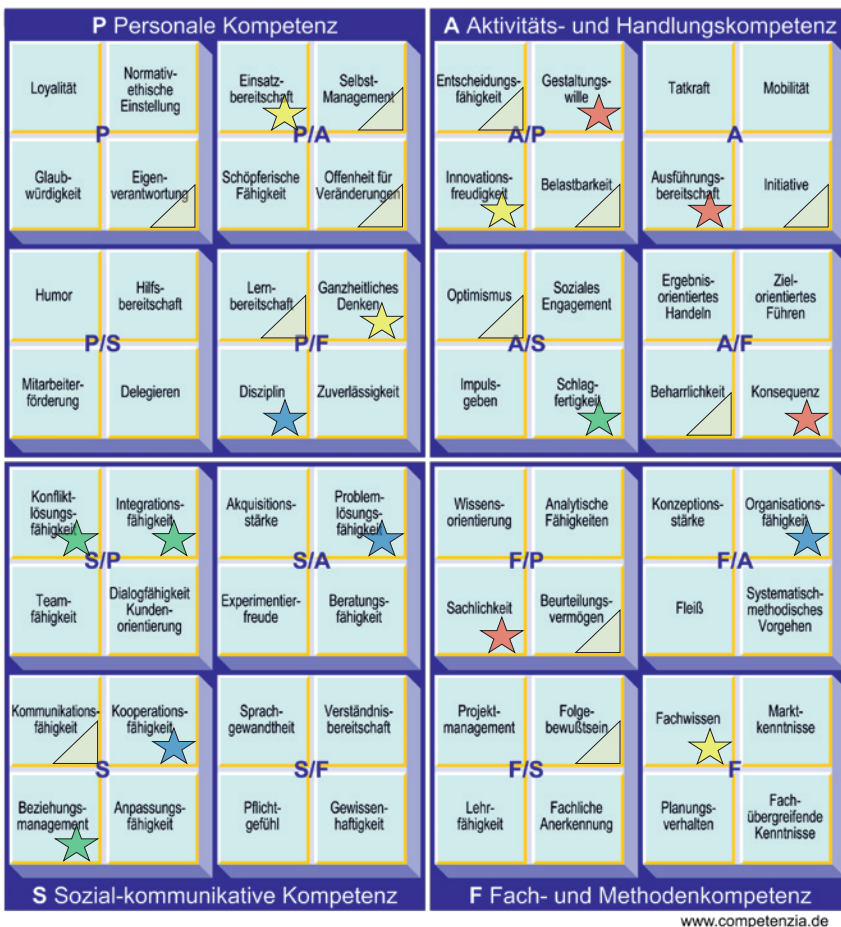 P Personale Kompetenz
A Aktivitäts- und Handlungskompetenz
Loyalität
Normativ-
ethische
Einstellung
Einsatz-
bereitschaft
Selbst-
Management
P
P/A
Glaub-
würdigkeit
Eigen-
verantwortung
Schöpferische
Fähigkeit
Offenheit für
Veränderungen
Entscheidungs-
fähigkeit
Gestaltungs-
wille
Tatkraft
Mobilität
A/P
A
Innovations-
freudigkeit
Belastbarkeit
Ausführungs-
bereitschaft
Initiative
Humor
Hilfs-
bereitschaft
Lern-
bereitschaft
Ganzheitliches
Denken
P/S
P/F
Mitarbeiter-
förderung
Delegieren
Disziplin
Zuverlässigkeit
Optimismus
Soziales
Engagement
Ergebnis-
orientiertes
Handeln
Ziel-
orientiertes
Führen
A/S
A/F
Impuls-
geben
Schlag-
fertigkeit
Beharrlichkeit
Konsequenz
Konflikt-
lösungs-
fähigkeit
Integrations-
fähigkeit
Akquisitions-
stärke
Problem-
lösungs-
fähigkeit
S/P
S/A
Team-
fähigkeit
Dialogfähigkeit
Kunden-
orientierung
Experimentier-
freude
Beratungs-
fähigkeit
Wissens-
orientierung
Analytische
Fähigkeiten
Konzeptions-
stärke
Organisations-
fähigkeit
F/P
F/A
Sachlichkeit
Beurteilungs-
vermögen
Fleiß
Systematisch-
methodisches
Vorgehen
Kommunikations-
fähigkeit
Kooperations-
fähigkeit
Sprach-
gewandtheit
Verständnis-
bereitschaft
S
S/F
Beziehungs-
management
Anpassungs-
fähigkeit
Pflicht-
gefühl
Gewissen-
haftigkeit
Projekt-
management
Folge-
bewußtsein
Fachwissen
Markt-
kenntnisse
F/S
F
Lehr-
fähigkeit
Fachliche
Anerkennung
Planungs-
verhalten
Fach-
übergreifende
Kenntnisse
S Sozial-kommunikative Kompetenz
F Fach- und Methodenkompetenz
www.competenzia.de